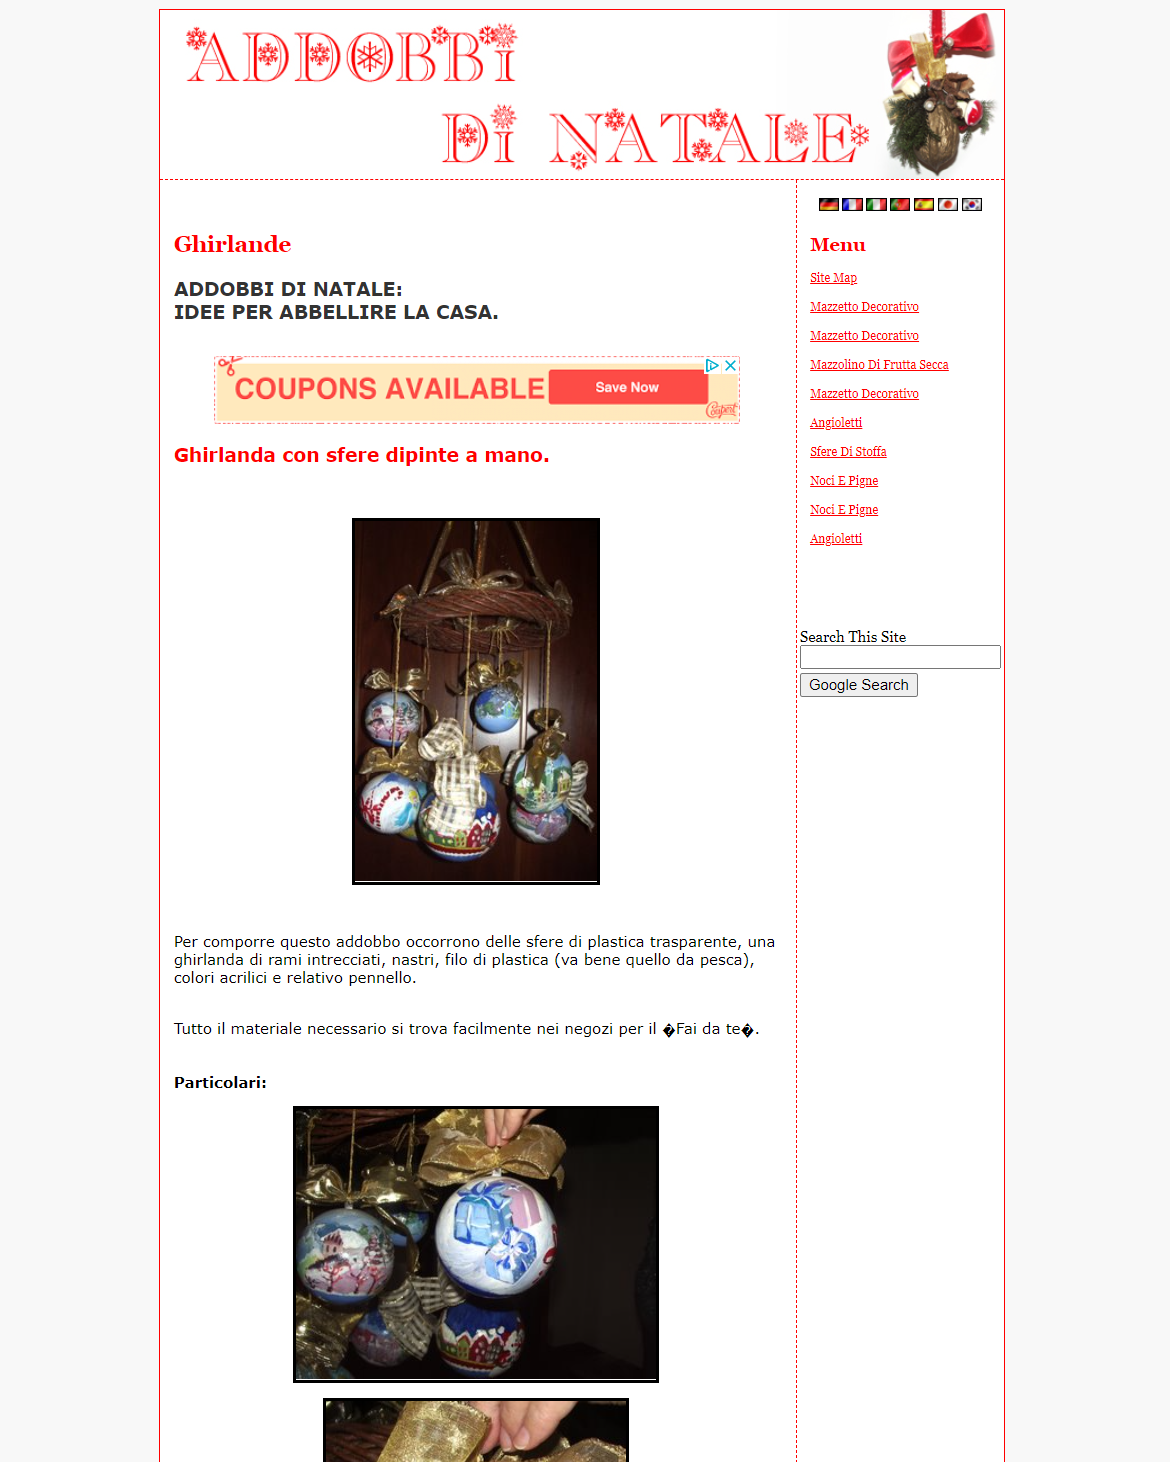 ADDOBBI
DI NATALE
Ghirlande
ADDOBBI DI NATALE:
IDEE PER ABBELLIRE LA CASA.
COUPONS AVAILABLE
Save Now
Coupert
Ghirlanda con sfere dipinte a mano.
Per comporre questo addobbo occorrono delle sfere di plastica trasparente, una
ghirlanda di rami intrecciati, nastri, filo di plastica (va bene quello da pesca),
colori acrilici e relativo pennello.
Tutto il materiale necessario si trova facilmente nei negozi per il �Fai da te�.
Particolari:
Menu
Site Map
Mazzetto Decorativo
Mazzetto Decorativo
Mazzolino Di Frutta Secca
Mazzetto Decorativo
Angioletti
Sfere Di Stoffa
Noci E Pigne
Noci E Pigne
Angioletti
Search This Site
Google Search